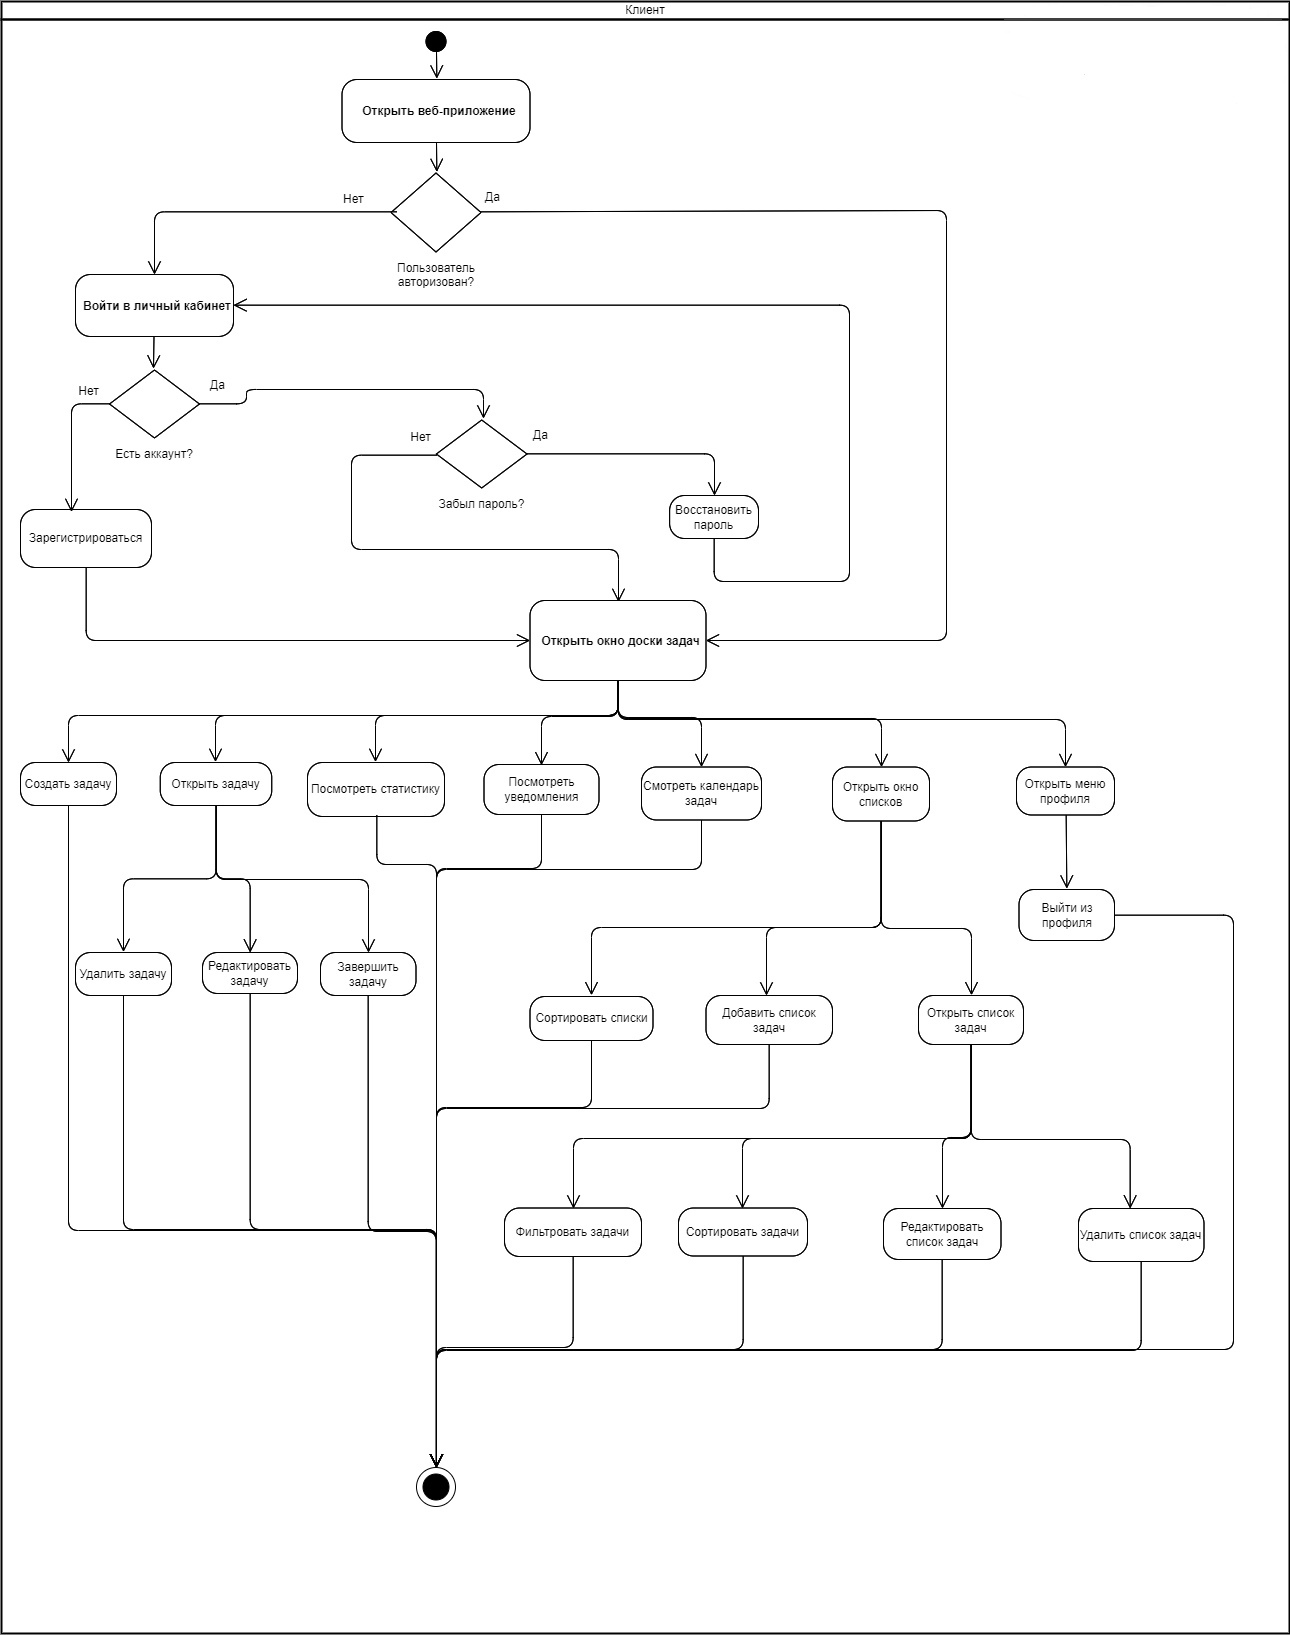 Клиент
Открыть веб-приложение
Нет
Да
Пользователь
авторизован?
Войти в личный кабинет
Нет
Да
Есть аккаунт?
Нет
Да
Забыл пароль?
Восстановить
пароль
Зарегистрироваться
Открыть окно доски задач
Создать задачу
Открыть задачу
Посмотреть статистику
Посмотреть
уведомления
Смотреть календарь
задач
Открыть окно
списков
Открыть меню
профиля
Выйти из
профиля
Удалить задачу
Редактировать
задачу
Завершить
задачу
Сортировать списки
Добавить список
задач
Открыть список
задач
Фильтровать задачи
Сортировать задачи
Редактировать
список задач
Удалить список задач